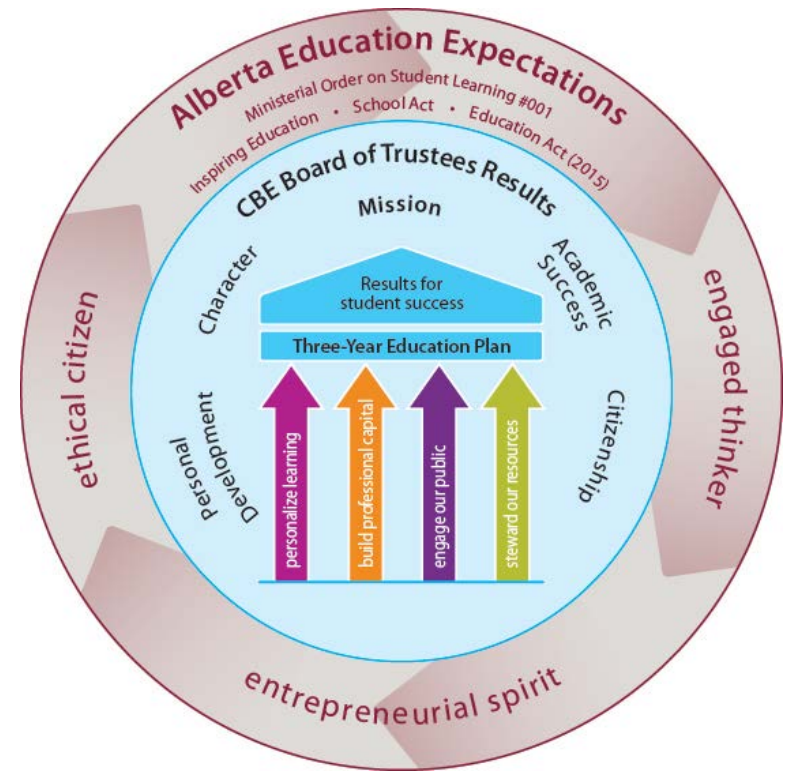 Alberta Education Expectations
Ministerial Order on Student Learning #001
Inspiring Education • School Act • Education Act (2015)
CBE Board of Trustees Results
Mission
Character
Academic
Success
Personal
Development
Citizenship
Results for
student success
Three-Year Education Plan
personalize learning
build professional capital
engage our public
steward our resources
ethical citizen
engaged thinker
entrepreneurial spirit